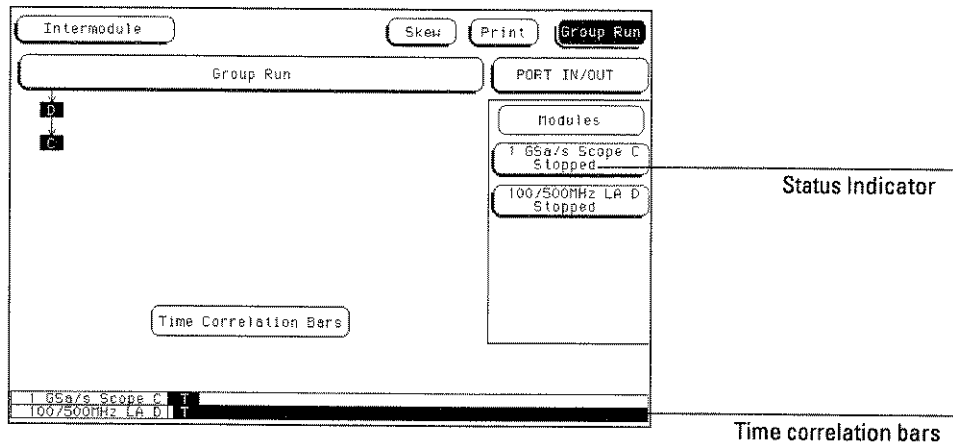 Intermodule Skew Print Group Run
Group Run PORT IN/OUT
D
C
Modules
1 GSa/s Scope C
Stopped
100/500MHz LA D
Stopped
Status Indicator
Time Correlation Bars
1 GSa/s Scope C T
100/500MHz LA D T
Time correlation bars